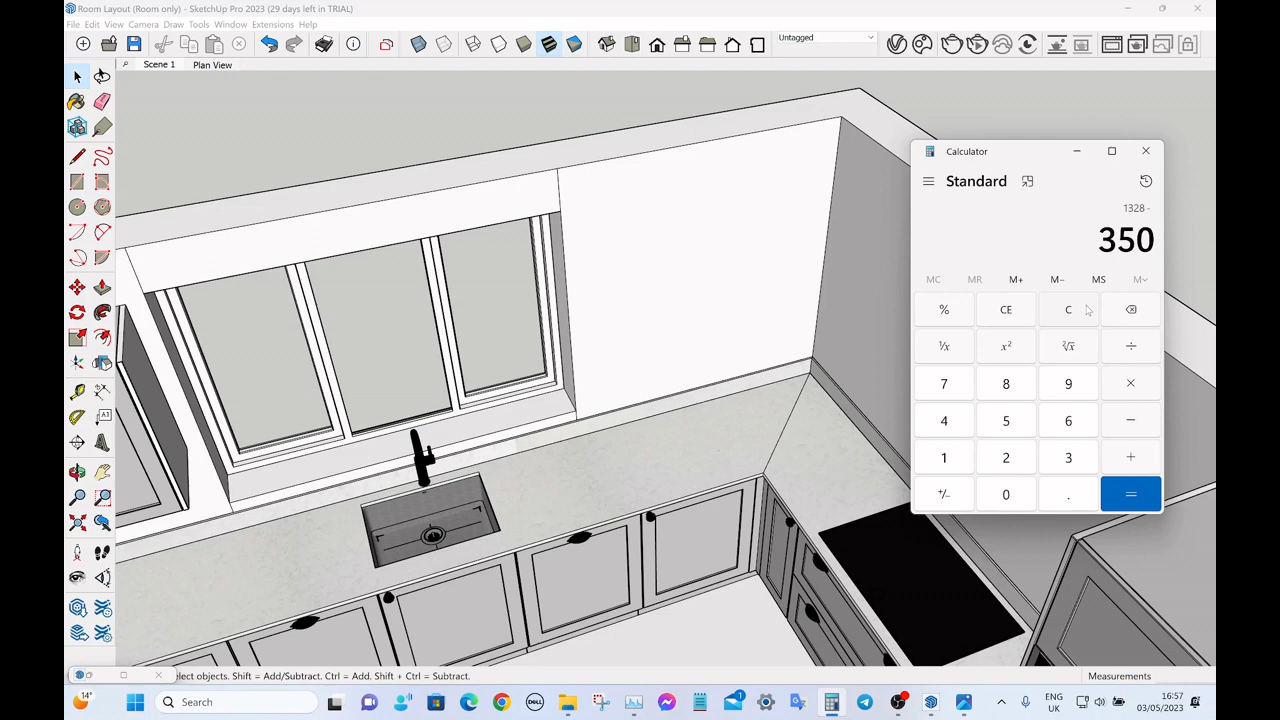 Room Layout (Room only) - SketchUp Pro 2023 (29 days left in TRIAL)
File Edit View Camera Draw Tools Window Extensions Help
Untagged
Scene 1 Plan View
Calculator
Standard
1328 -
350
MC MR M+ M− MS M˅
% CE C
¹/x x² ²√x ÷
7 8 9 ×
4 5 6 −
1 2 3 +
+/− 0 . =
elect objects. Shift = Add/Subtract. Ctrl = Add. Shift + Ctrl = Subtract.
Measurements
14°
Search
DELL
1
ENG
UK
16:57
03/05/2023